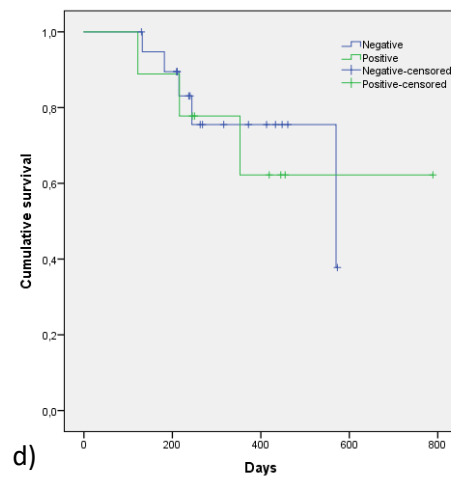 1,0
0,8
0,6
0,4
0,2
0,0
Cumulative survival
Negative
Positive
Negative-censored
Positive-censored
0 200 400 600 800
Days
d)